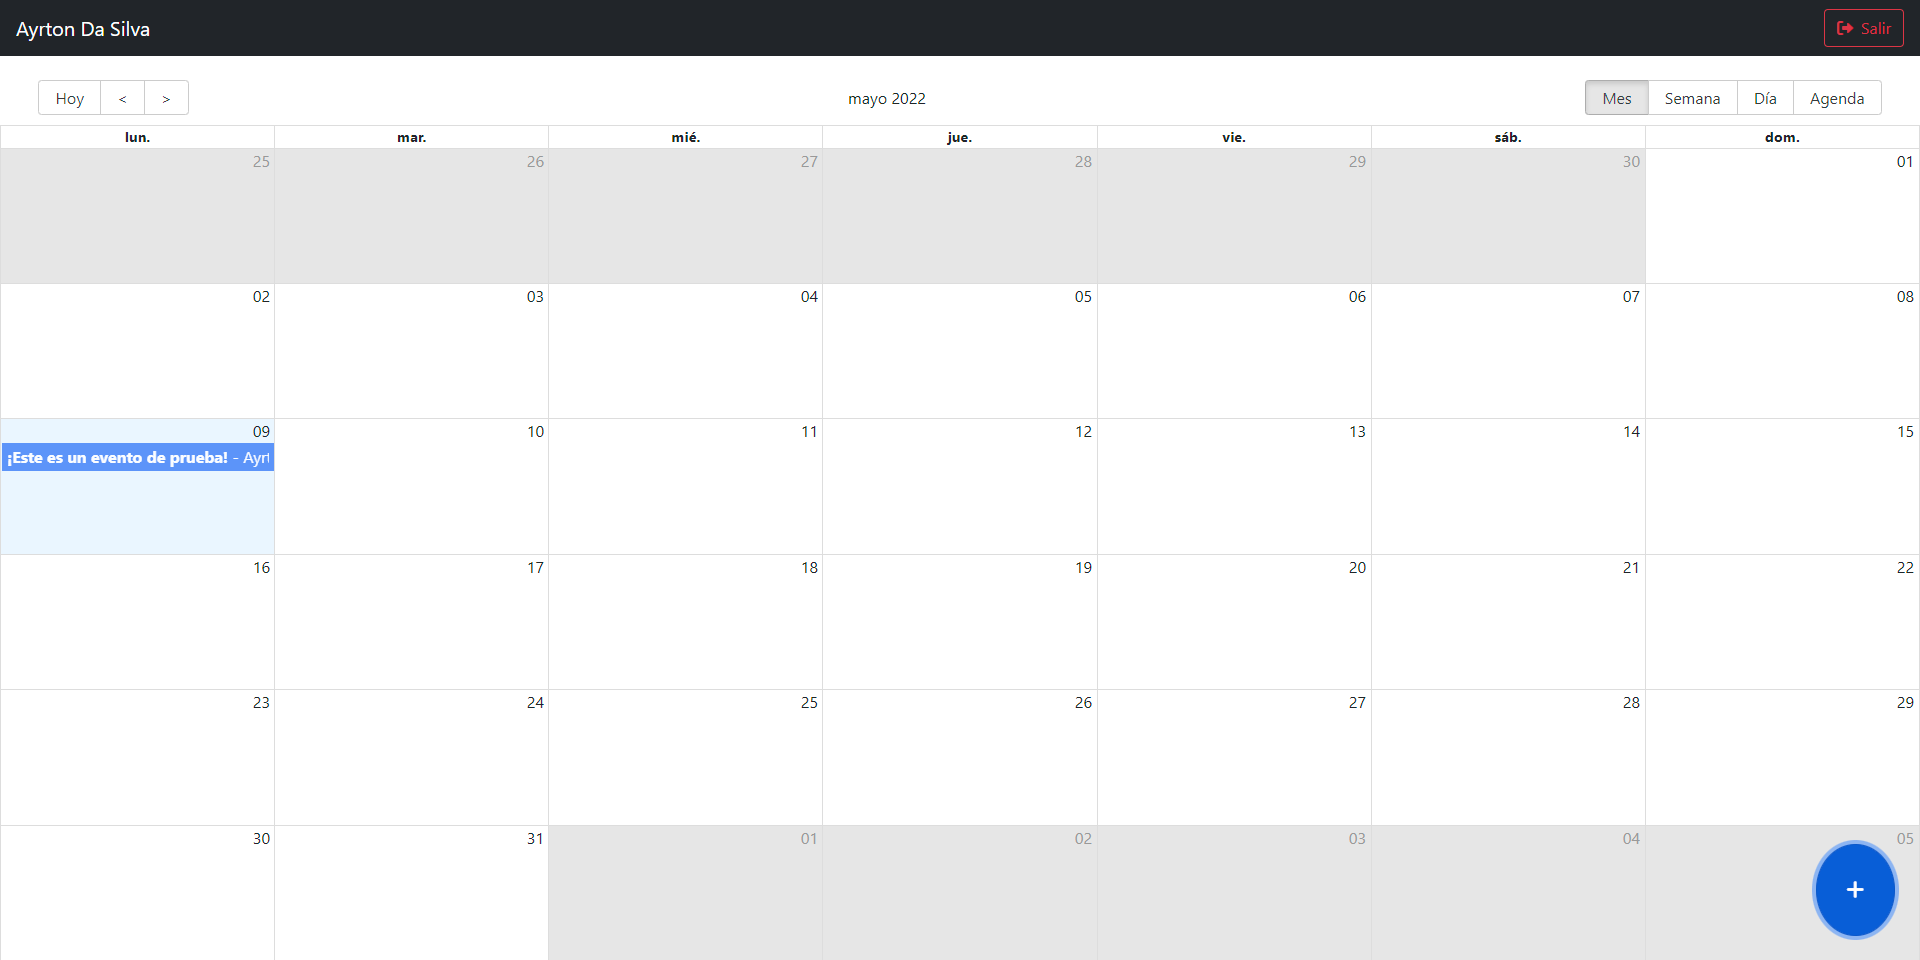 Ayrton Da Silva Salir
Hoy < > mayo 2022 Mes Semana Día Agenda
lun. mar. mié. jue. vie. sáb. dom.
25 26 27 28 29 30 01
02 03 04 05 06 07 08
09 10 11 12 13 14 15
¡Este es un evento de prueba! - Ayrt
16 17 18 19 20 21 22
23 24 25 26 27 28 29
30 31 01 02 03 04 05
+